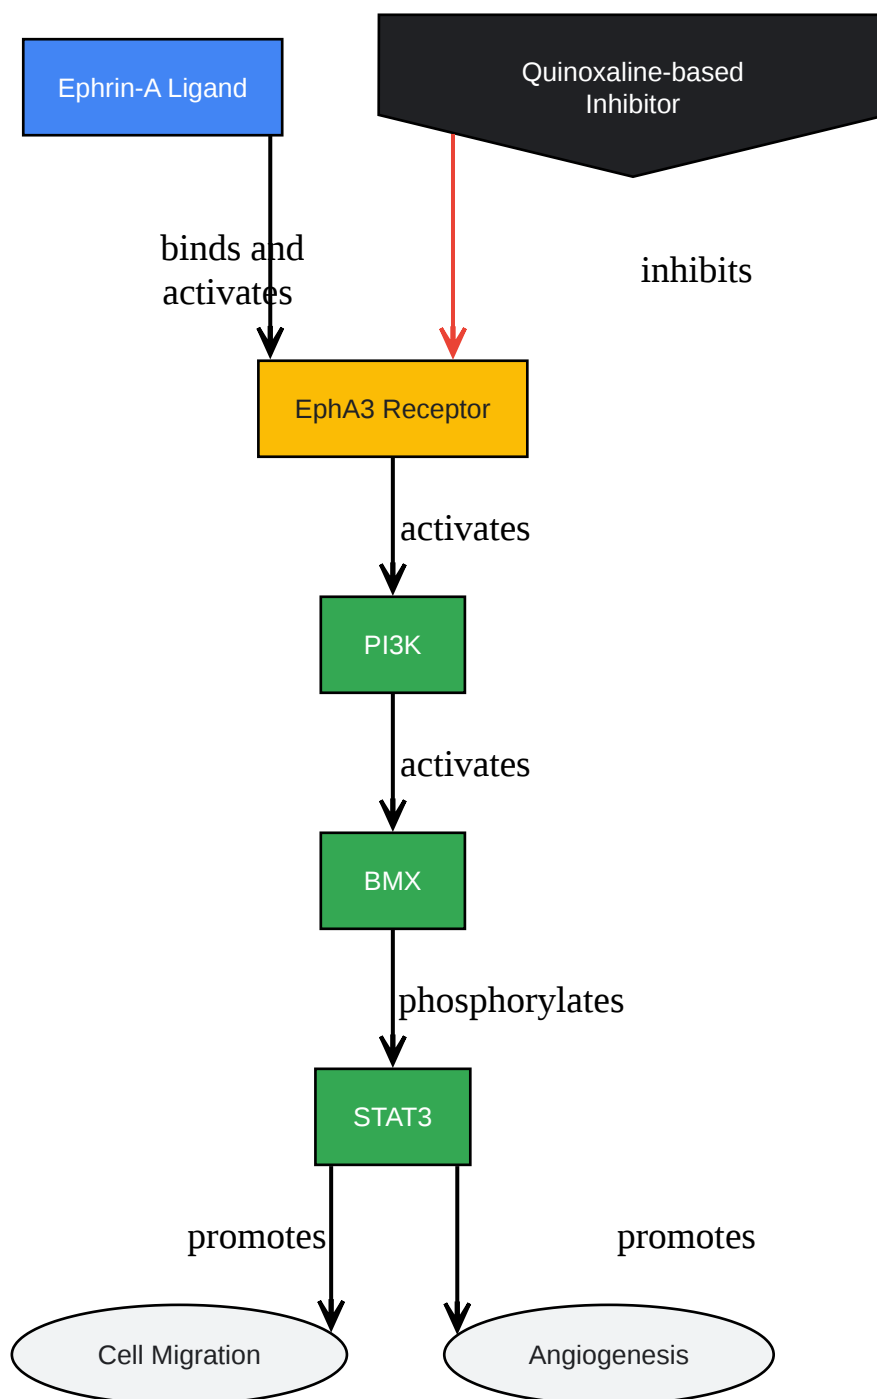 Ephrin-A Ligand
Quinoxaline-based
Inhibitor
binds and
activates
inhibits
EphA3 Receptor
activates
PI3K
activates
BMX
phosphorylates
STAT3
promotes
promotes
Cell Migration
Angiogenesis